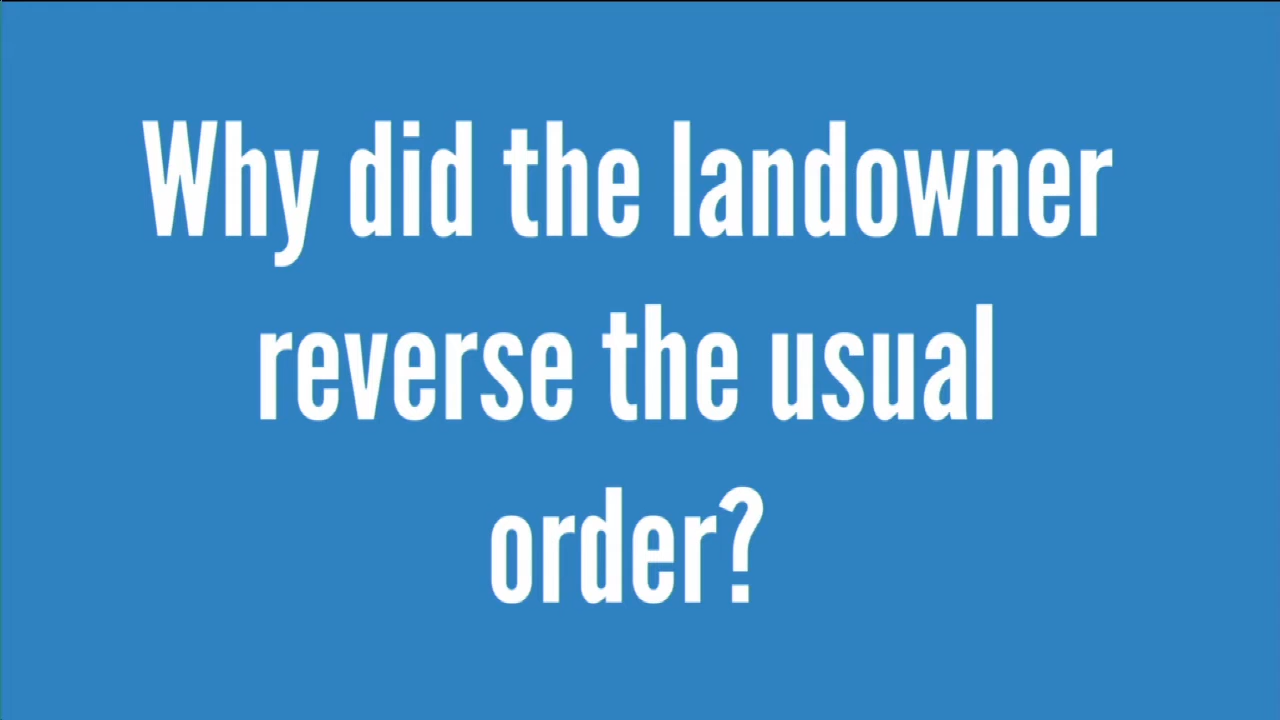 Why did the landowner
reverse the usual
order?